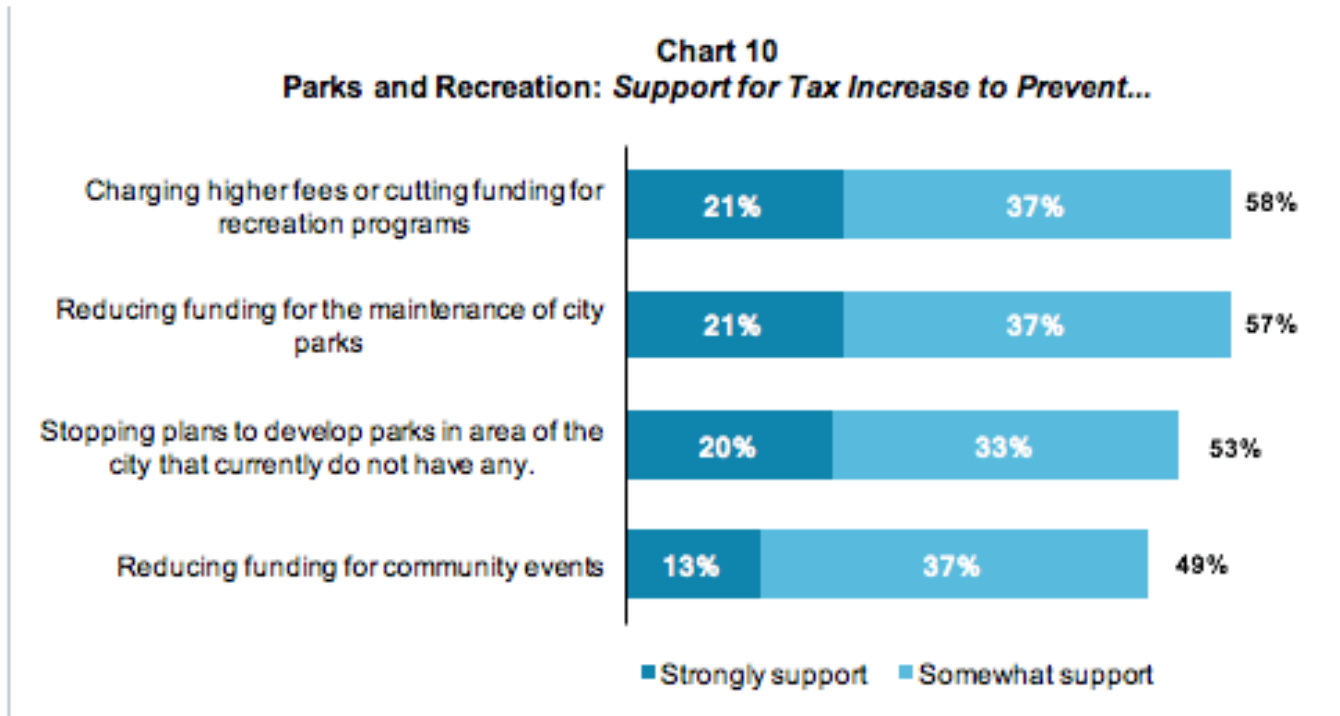 Chart 10
Parks and Recreation: Support for Tax Increase to Prevent...
Charging higher fees or cutting funding for
recreation programs
21%
37%
58%
Reducing funding for the maintenance of city
parks
21%
37%
57%
Stopping plans to develop parks in area of the
city that currently do not have any.
20%
33%
53%
Reducing funding for community events
13%
37%
49%
Strongly support
Somewhat support